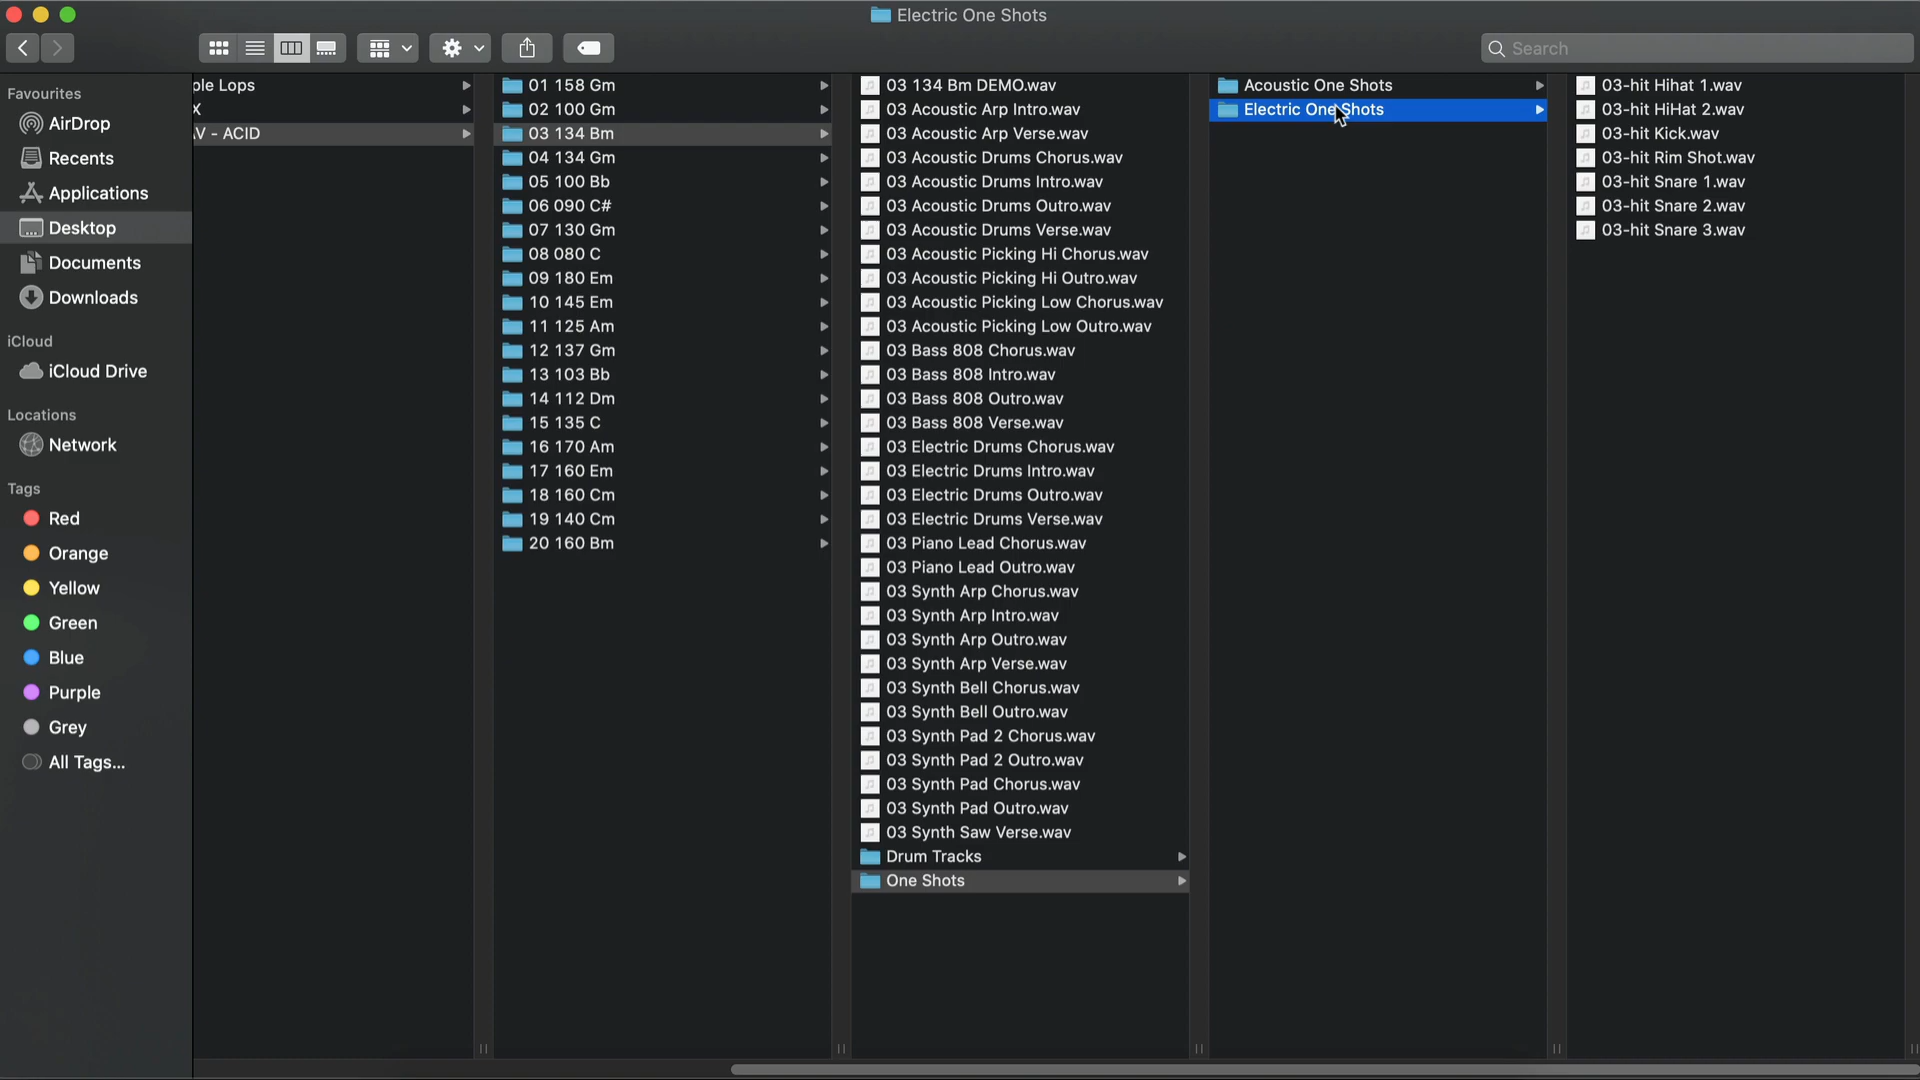 Electric One Shots
Search
Favourites
AirDrop
Recents
Applications
Desktop
Documents
Downloads
iCloud
iCloud Drive
Locations
Network
Tags
Red
Orange
Yellow
Green
Blue
Purple
Grey
All Tags...
ple Lops
X
AV - ACID
01 158 Gm
02 100 Gm
03 134 Bm
04 134 Gm
05 100 Bb
06 090 C#
07 130 Gm
08 080 C
09 180 Em
10 145 Em
11 125 Am
12 137 Gm
13 103 Bb
14 112 Dm
15 135 C
16 170 Am
17 160 Em
18 160 Cm
19 140 Cm
20 160 Bm
03 134 Bm DEMO.wav
03 Acoustic Arp Intro.wav
03 Acoustic Arp Verse.wav
03 Acoustic Drums Chorus.wav
03 Acoustic Drums Intro.wav
03 Acoustic Drums Outro.wav
03 Acoustic Drums Verse.wav
03 Acoustic Picking Hi Chorus.wav
03 Acoustic Picking Hi Outro.wav
03 Acoustic Picking Low Chorus.wav
03 Acoustic Picking Low Outro.wav
03 Bass 808 Chorus.wav
03 Bass 808 Intro.wav
03 Bass 808 Outro.wav
03 Bass 808 Verse.wav
03 Electric Drums Chorus.wav
03 Electric Drums Intro.wav
03 Electric Drums Outro.wav
03 Electric Drums Verse.wav
03 Piano Lead Chorus.wav
03 Piano Lead Outro.wav
03 Synth Arp Chorus.wav
03 Synth Arp Intro.wav
03 Synth Arp Outro.wav
03 Synth Arp Verse.wav
03 Synth Bell Chorus.wav
03 Synth Bell Outro.wav
03 Synth Pad 2 Chorus.wav
03 Synth Pad 2 Outro.wav
03 Synth Pad Chorus.wav
03 Synth Pad Outro.wav
03 Synth Saw Verse.wav
Drum Tracks
One Shots
Acoustic One Shots
Electric One Shots
03-hit Hihat 1.wav
03-hit HiHat 2.wav
03-hit Kick.wav
03-hit Rim Shot.wav
03-hit Snare 1.wav
03-hit Snare 2.wav
03-hit Snare 3.wav